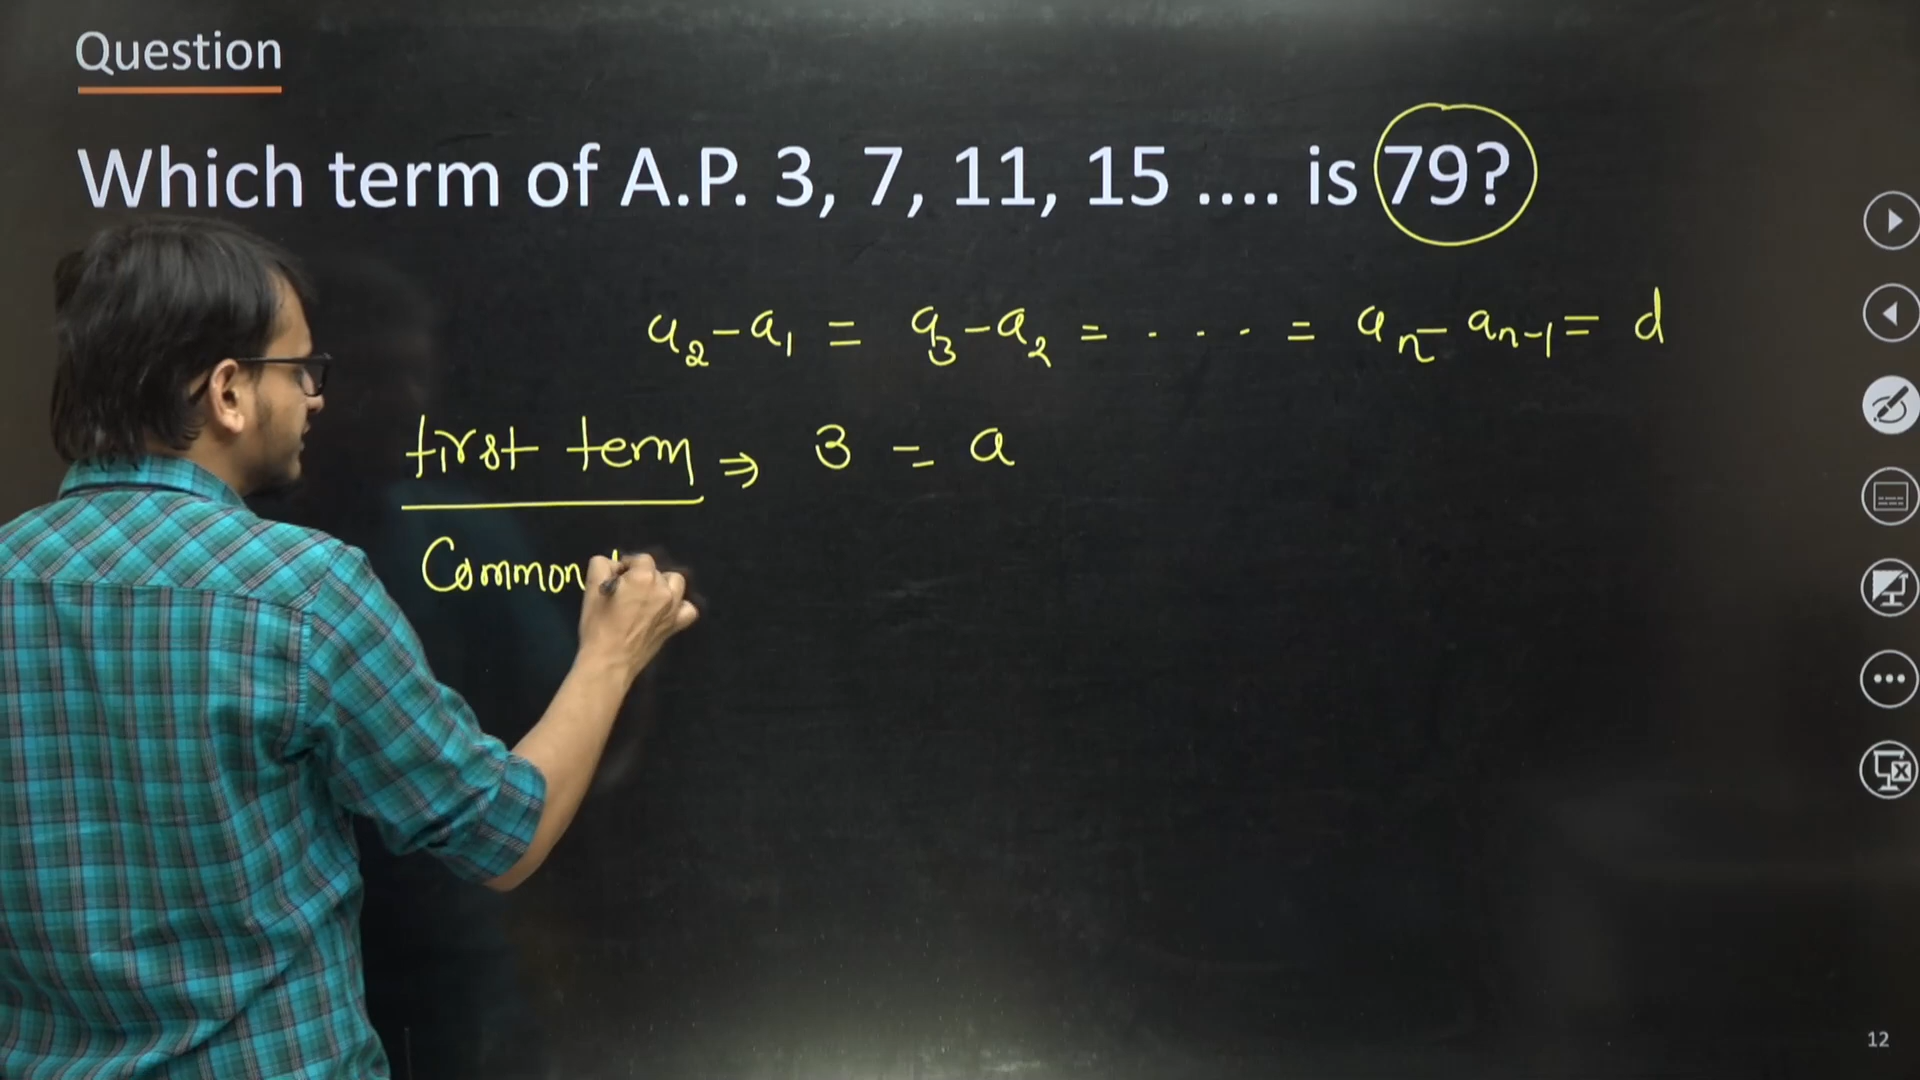 Question
Which term of A.P. 3, 7, 11, 15 .... is 79?
a₂-a₁ = a₃-a₂ = . . . . = aₙ- aₙ₋₁ = d
first term ⇒ 3 = a
Common
12